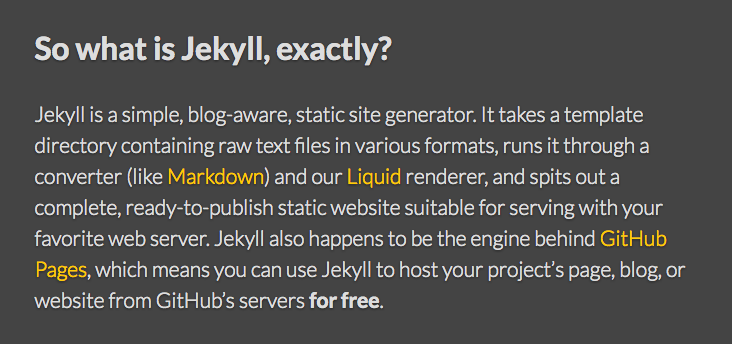 So what is Jekyll, exactly?
Jekyll is a simple, blog-aware, static site generator. It takes a template
directory containing raw text files in various formats, runs it through a
converter (like Markdown) and our Liquid renderer, and spits out a
complete, ready-to-publish static website suitable for serving with your
favorite web server. Jekyll also happens to be the engine behind GitHub
Pages, which means you can use Jekyll to host your project’s page, blog, or
website from GitHub’s servers for free.